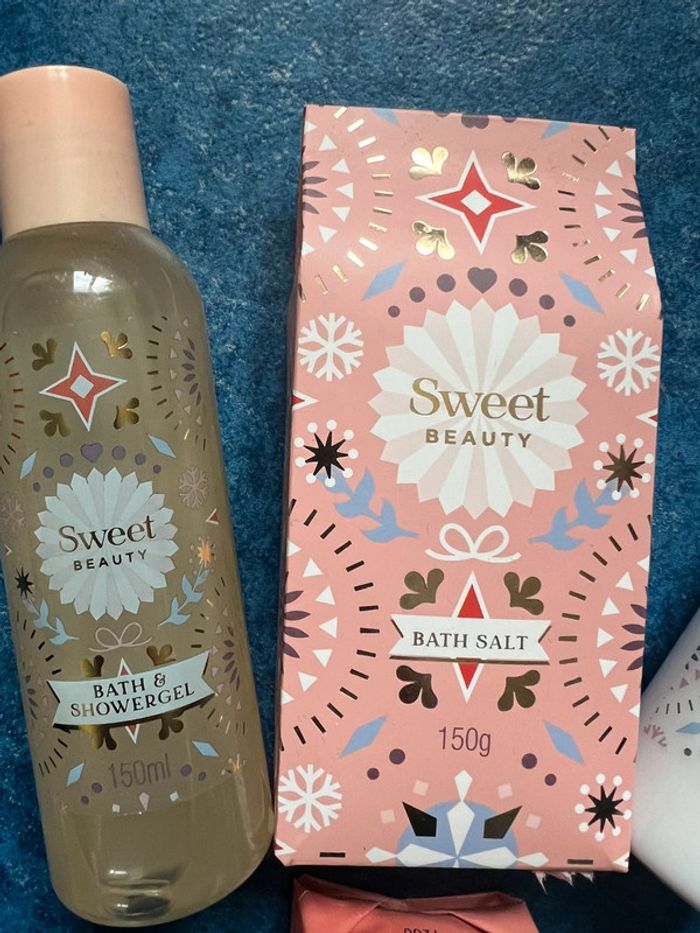 Sweet
BEAUTY
BATH &
SHOWERGEL
150ml
Sweet
BEAUTY
BATH SALT
150g